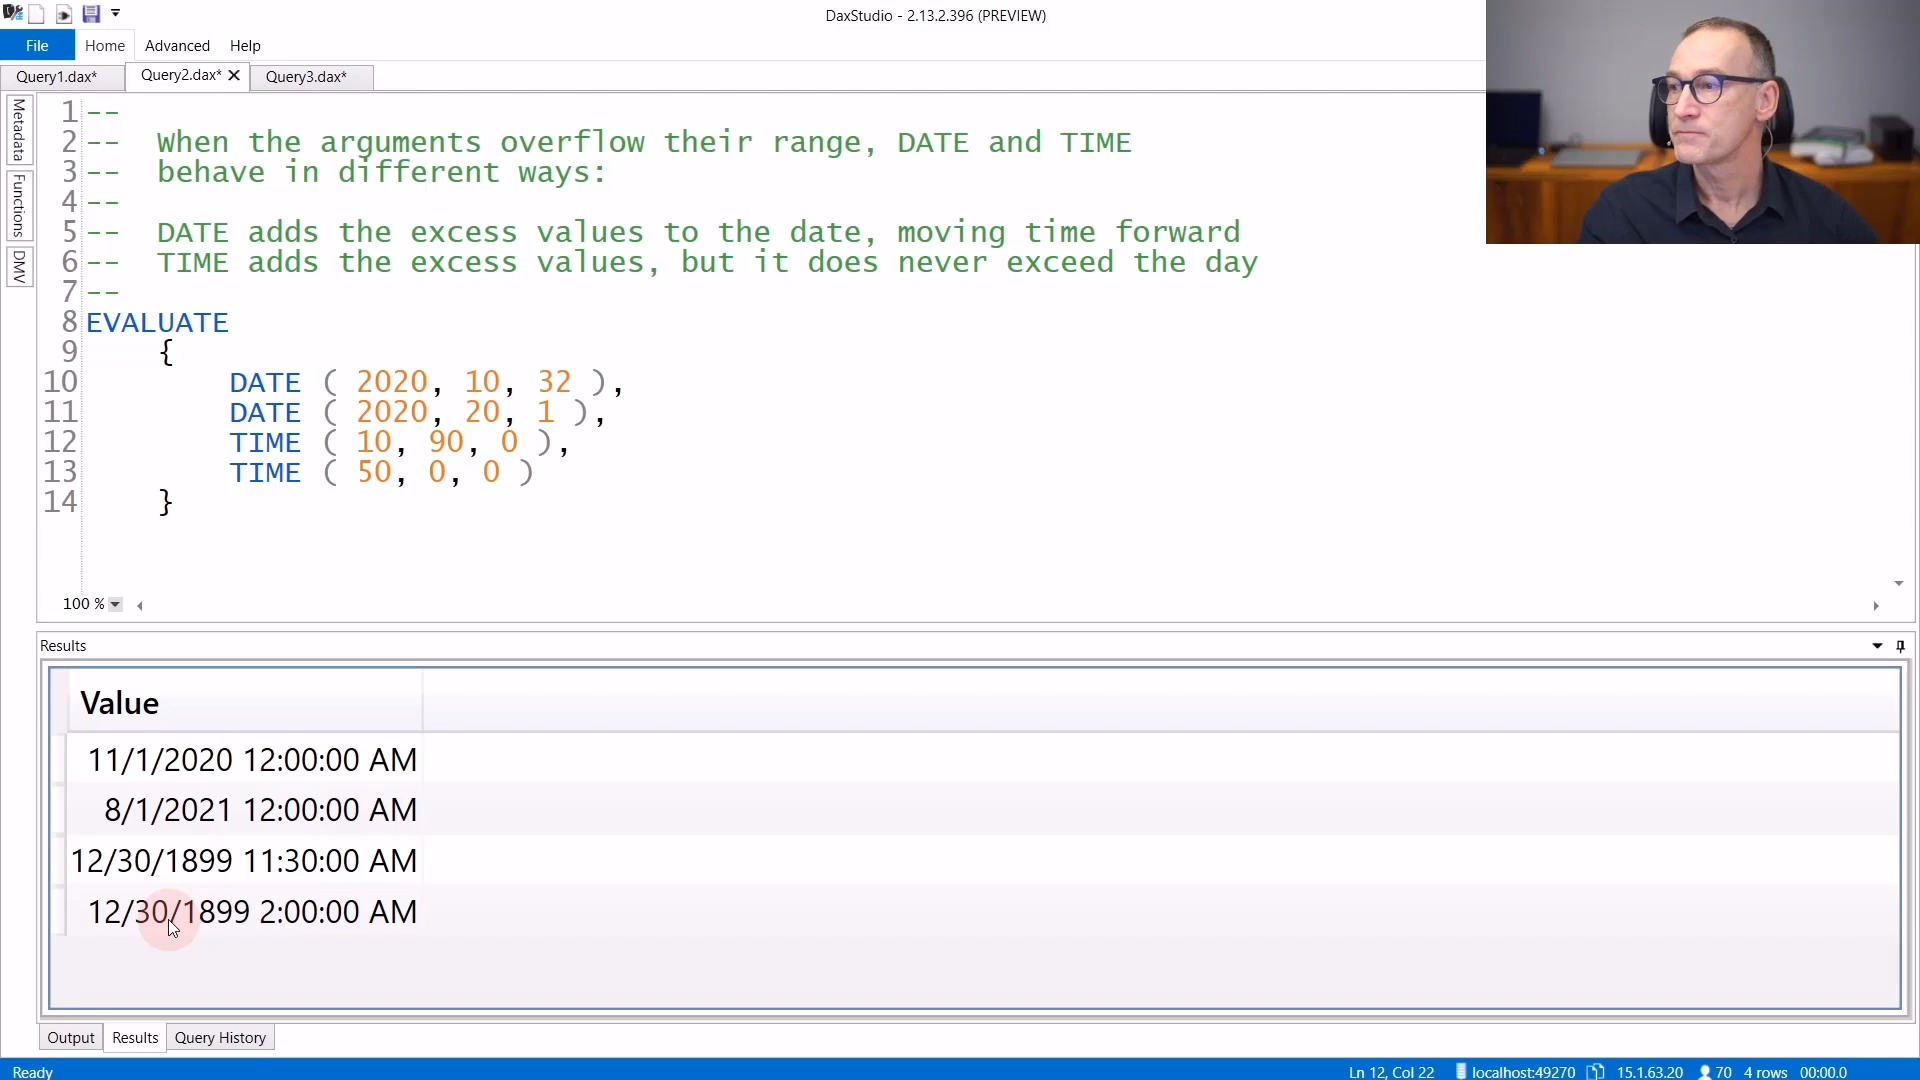 DaxStudio - 2.13.2.396 (PREVIEW)
File Home Advanced Help
Query1.dax* Query2.dax* Query3.dax*
Metadata
Functions
DMV
1 --
2 -- When the arguments overflow their range, DATE and TIME
3 -- behave in different ways:
4 --
5 -- DATE adds the excess values to the date, moving time forward
6 -- TIME adds the excess values, but it does never exceed the day
7 --
8 EVALUATE
9 {
10 DATE ( 2020, 10, 32 ),
11 DATE ( 2020, 20, 1 ),
12 TIME ( 10, 90, 0 ),
13 TIME ( 50, 0, 0 )
14 }
100 %
Results
Value
11/1/2020 12:00:00 AM
8/1/2021 12:00:00 AM
12/30/1899 11:30:00 AM
12/30/1899 2:00:00 AM
Output Results Query History
Ready Ln 12, Col 22 localhost:49270 15.1.63.20 70 4 rows 00:00.0